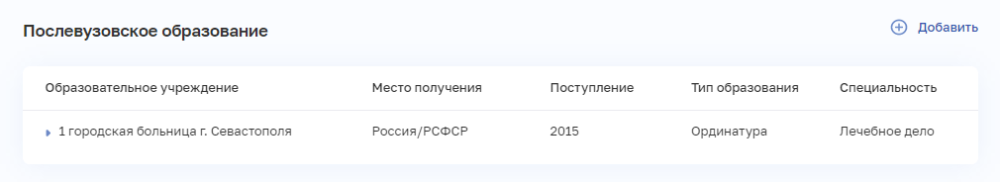 Послевузовское образование
Добавить
Образовательное учреждение Место получения Поступление Тип образования Специальность
1 городская больница г. Севастополя Россия/РСФСР 2015 Ординатура Лечебное дело